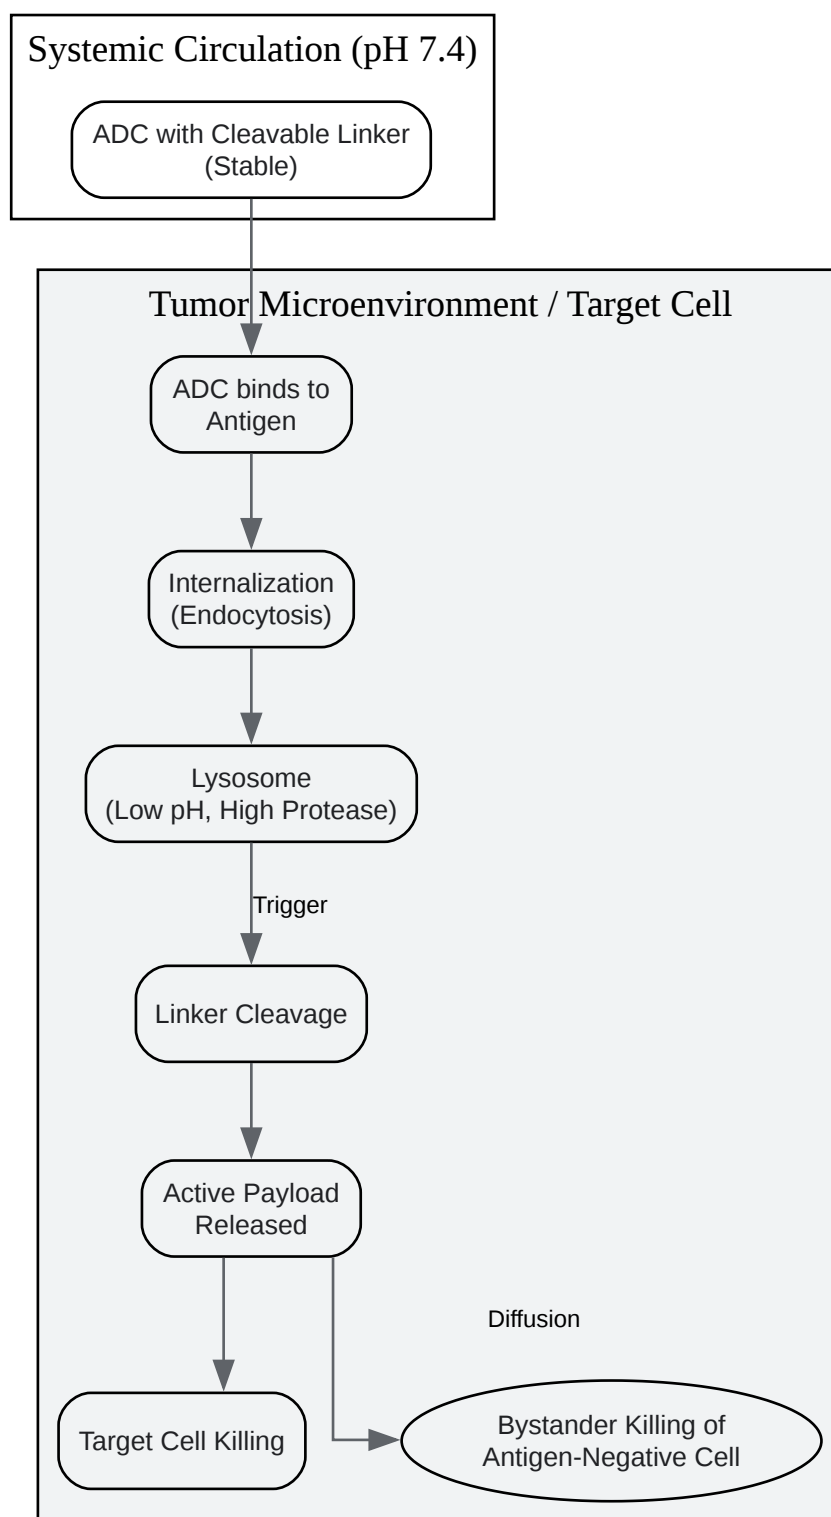 Systemic Circulation (pH 7.4)
ADC with Cleavable Linker
(Stable)
Tumor Microenvironment / Target Cell
ADC binds to
Antigen
Internalization
(Endocytosis)
Lysosome
(Low pH, High Protease)
Trigger
Linker Cleavage
Active Payload
Released
Diffusion
Target Cell Killing
Bystander Killing of
Antigen-Negative Cell